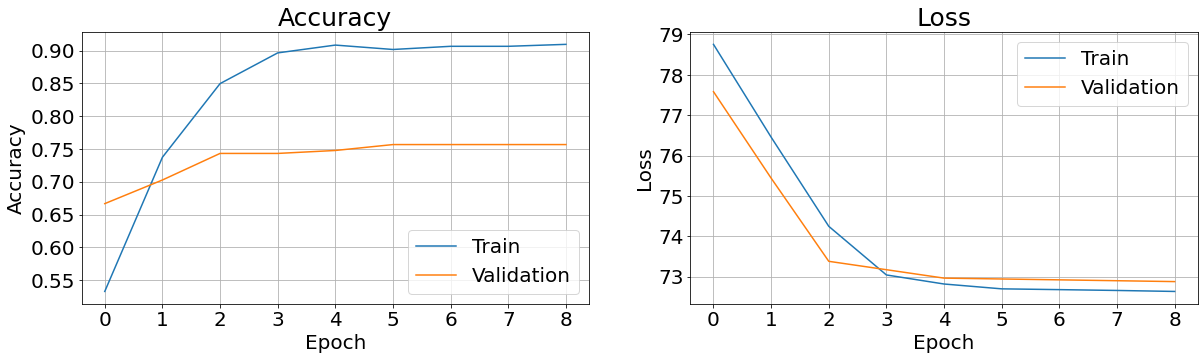 Accuracy
Accuracy
0.90
0.85
0.80
0.75
0.70
0.65
0.60
0.55
0 1 2 3 4 5 6 7 8
Epoch
Train
Validation
Loss
Loss
79
78
77
76
75
74
73
0 1 2 3 4 5 6 7 8
Epoch
Train
Validation